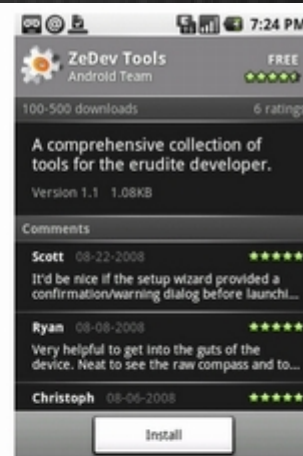 7:24 PM
ZeDev Tools FREE
Android Team
100-500 downloads 6 ratings
A comprehensive collection of
tools for the erudite developer.
Version 1.1 1.08KB
Comments
Scott 08-22-2008
It'd be nice if the setup wizard provided a
confirmation/warning dialog before launchi...
Ryan 08-08-2008
Very helpful to get into the guts of the
device. Neat to see the raw compass and to...
Christoph 08-06-2008
Install